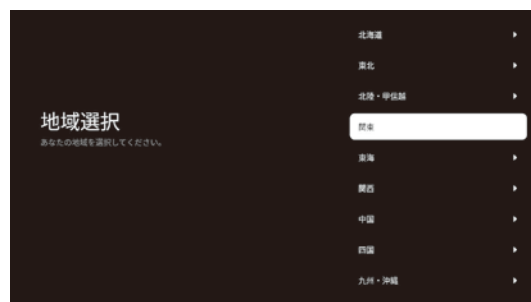 地域選択
あなたの地域を選択してください。
北海道
東北
北陸・甲信越
関東
東海
関西
中国
四国
九州・沖縄